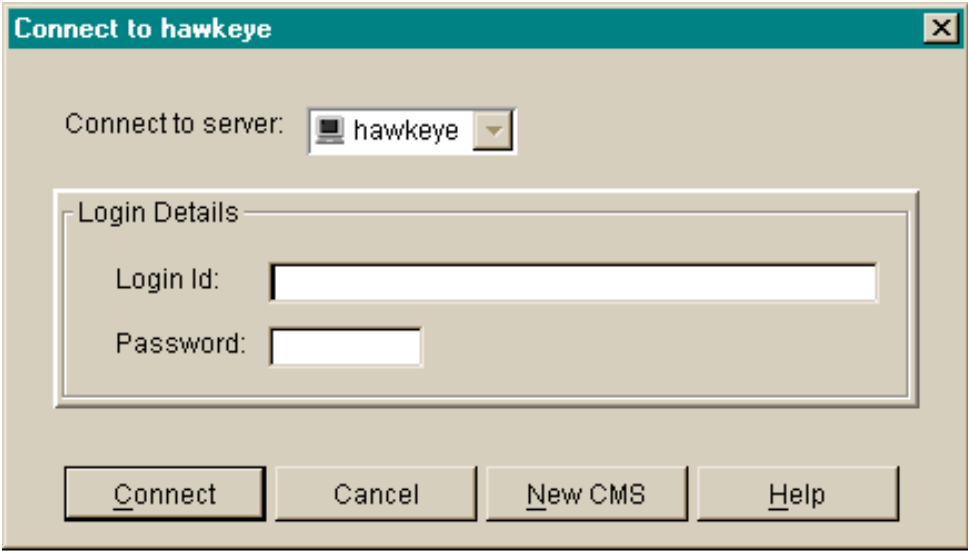 Connect to hawkeye
Connect to server: hawkeye
Login Details
Login Id:
Password:
Connect Cancel New CMS Help